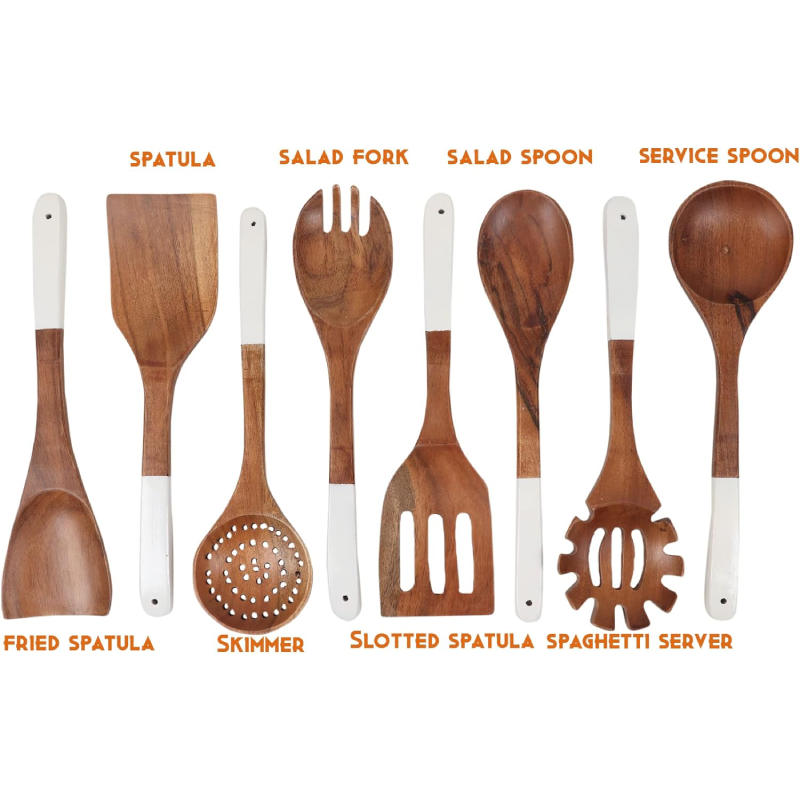 SPATULA
SALAD FORK
SALAD SPOON
SERVICE SPOON
FRIED SPATULA
SKIMMER
SLOTTED SPATULA
SPAGHETTI SERVER